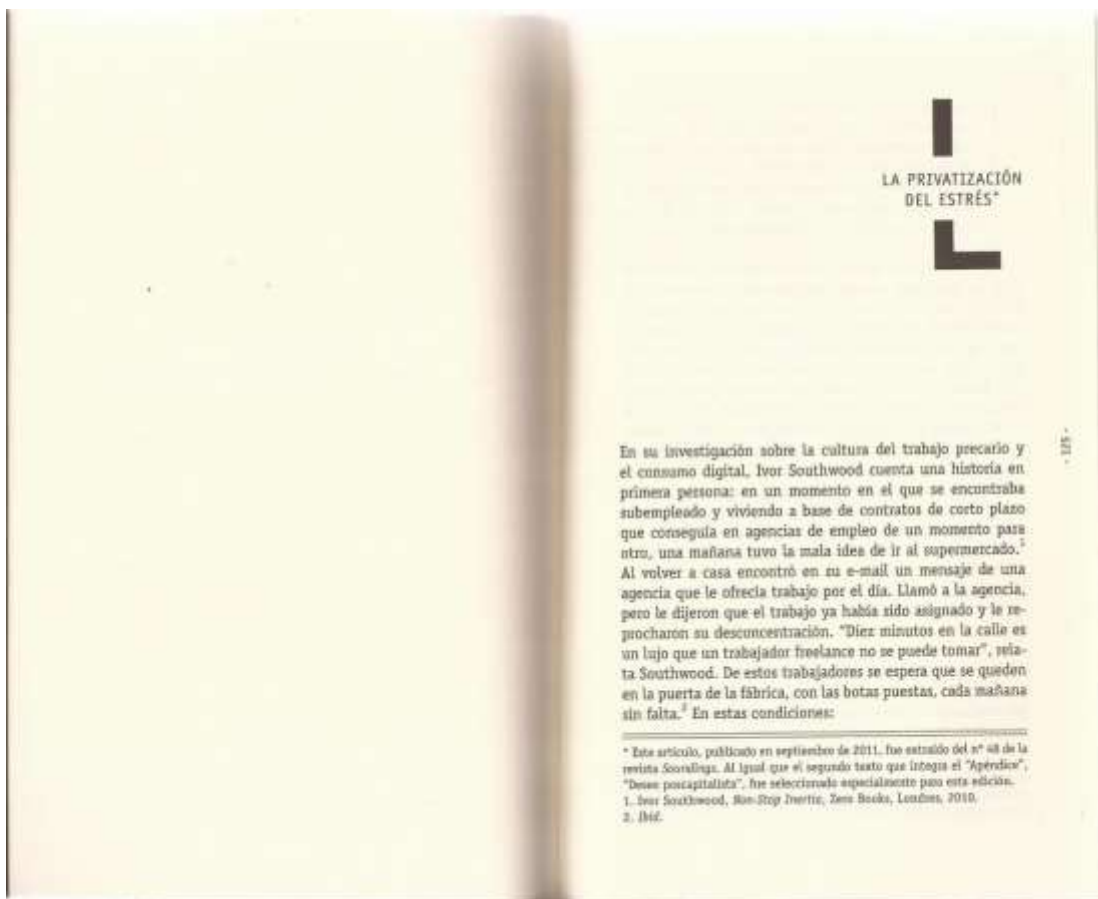 LA PRIVATIZACIÓN
DEL ESTRÉS*
En su investigación sobre la cultura del trabajo precario y
el consumo digital, Ivor Southwood cuenta una historia en
primera persona: en un momento en el que se encontraba
subempleado y viviendo a base de contratos de corto plazo
que conseguía en agencias de empleo de un momento para
otro, una mañana tuvo la mala idea de ir al supermercado.1
Al volver a casa encontró en su e-mail un mensaje de una
agencia que le ofrecía trabajo por el día. Llamó a la agencia,
pero le dijeron que el trabajo ya había sido asignado y le re-
procharon su desconcentración. “Diez minutos en la calle es
un lujo que un trabajador freelance no se puede tomar”, rela-
ta Southwood. De estos trabajadores se espera que se queden
en la puerta de la fábrica, con las botas puestas, cada mañana
sin falta.2 En estas condiciones:
* Este artículo, publicado en septiembre de 2011, fue extraído del n° 48 de la
revista Soundings. Al igual que el segundo texto que integra el “Apéndice”,
“Deseo poscapitalista”, fue seleccionado especialmente para esta edición.
1. Ivor Southwood, Non-Stop Inertia, Zero Books, Londres, 2010.
2. Ibid.
- 125 -